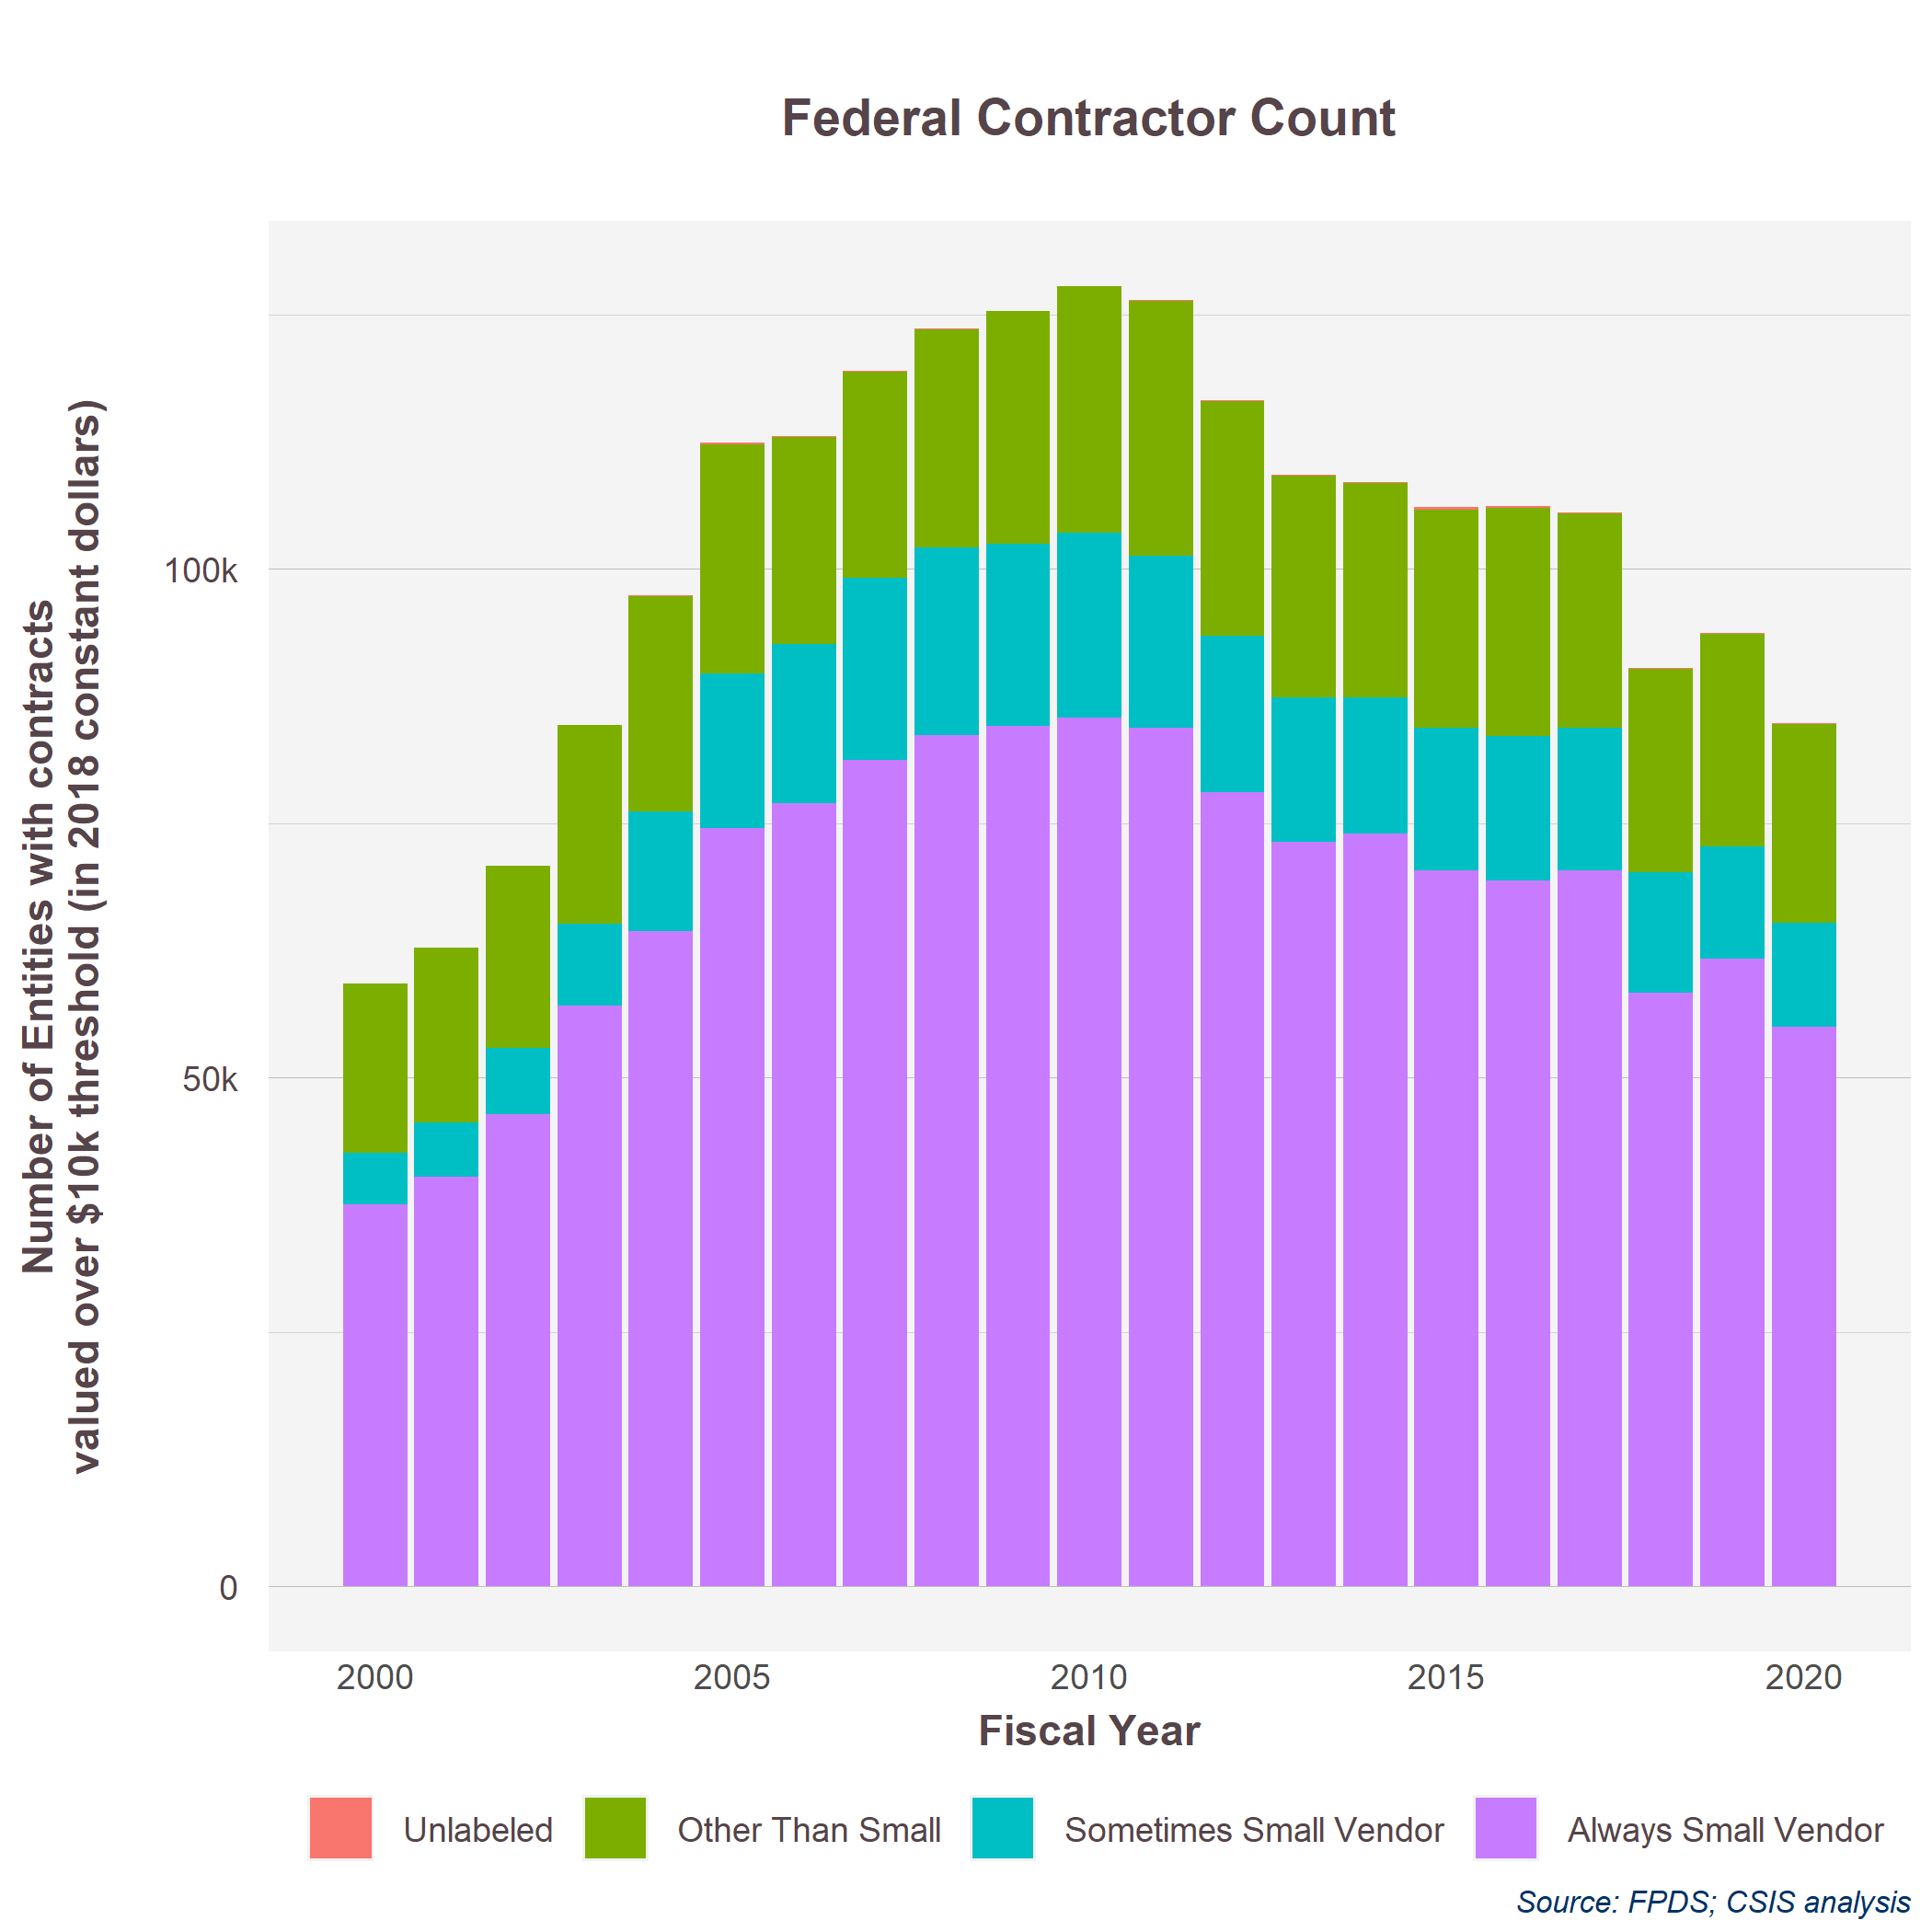 Federal Contractor Count
Number of Entities with contracts
valued over $10k threshold (in 2018 constant dollars)
100k
50k
0
2000 2005 2010 2015 2020
Fiscal Year
Unlabeled Other Than Small Sometimes Small Vendor Always Small Vendor
Source: FPDS; CSIS analysis